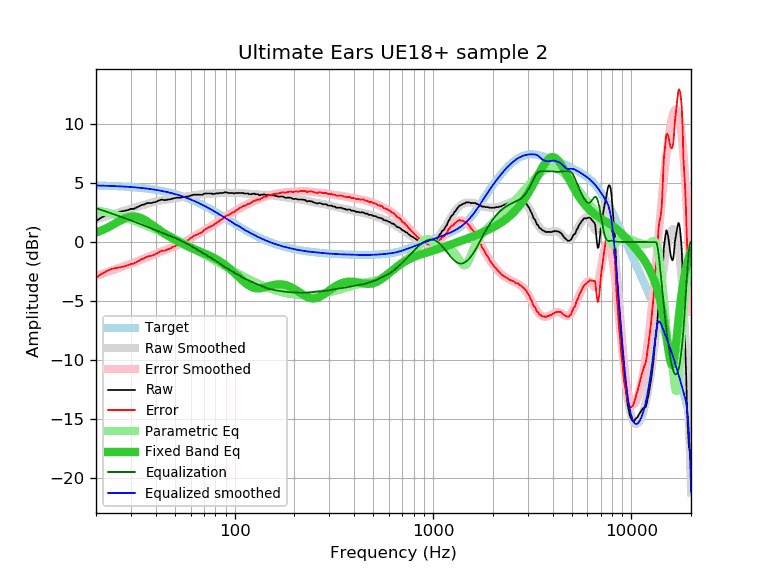 Ultimate Ears UE18+ sample 2
Amplitude (dBr)
10
5
0
−5
−10
−15
−20
Target
Raw Smoothed
Error Smoothed
Raw
Error
Parametric Eq
Fixed Band Eq
Equalization
Equalized smoothed
100
1000
10000
Frequency (Hz)